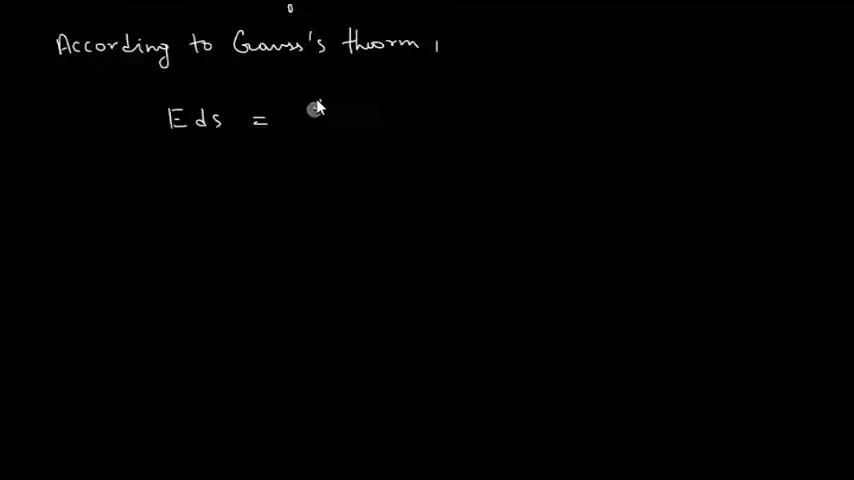 According to Gauss's theorm,
Eds =